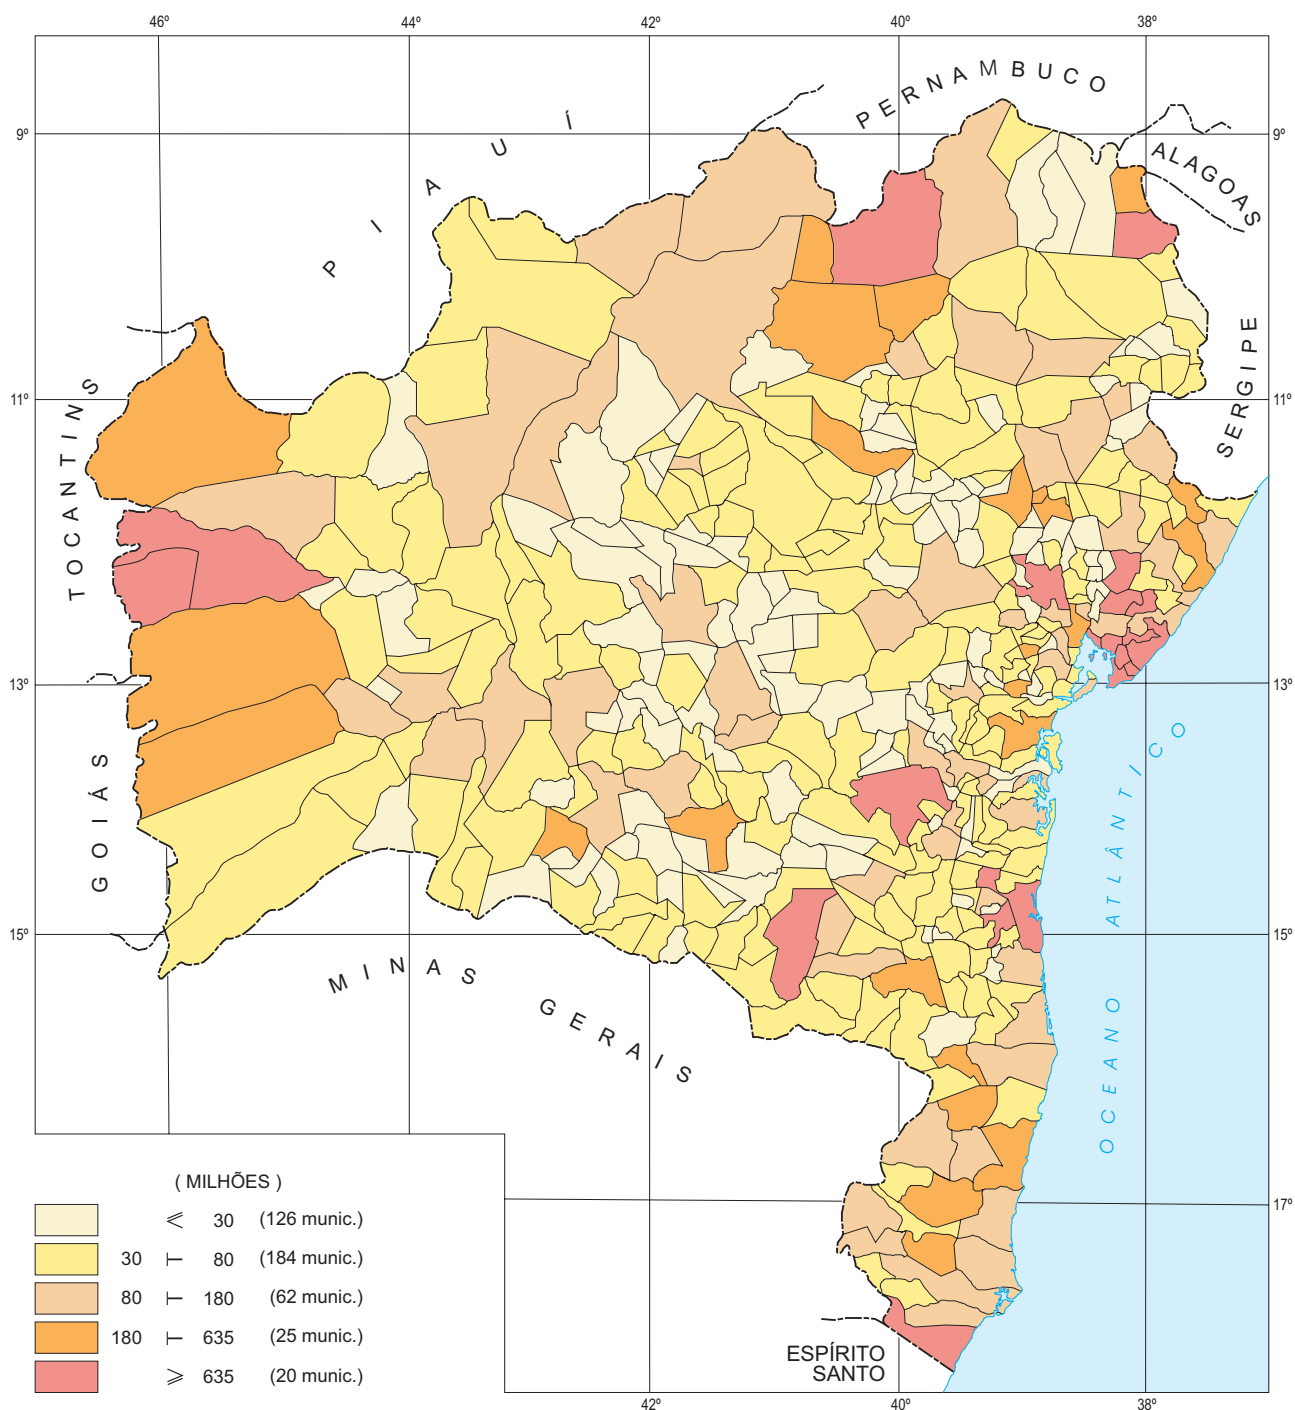 46º 44º 42º 40º 38º
PERNAMBUCO
9º 9º
ALAGOAS
PIAUÍ
SERGIPE
11º 11º
TOCANTINS
13º 13º
GOIÁS
OCEANO ATLÂNTICO
15º 15º
MINAS GERAIS
17º
( MILHÕES )
⩽ 30 (126 munic.)
30 ⊢ 80 (184 munic.)
80 ⊢ 180 (62 munic.)
180 ⊢ 635 (25 munic.)
⩾ 635 (20 munic.)
ESPÍRITO
SANTO
42º 40º 38º